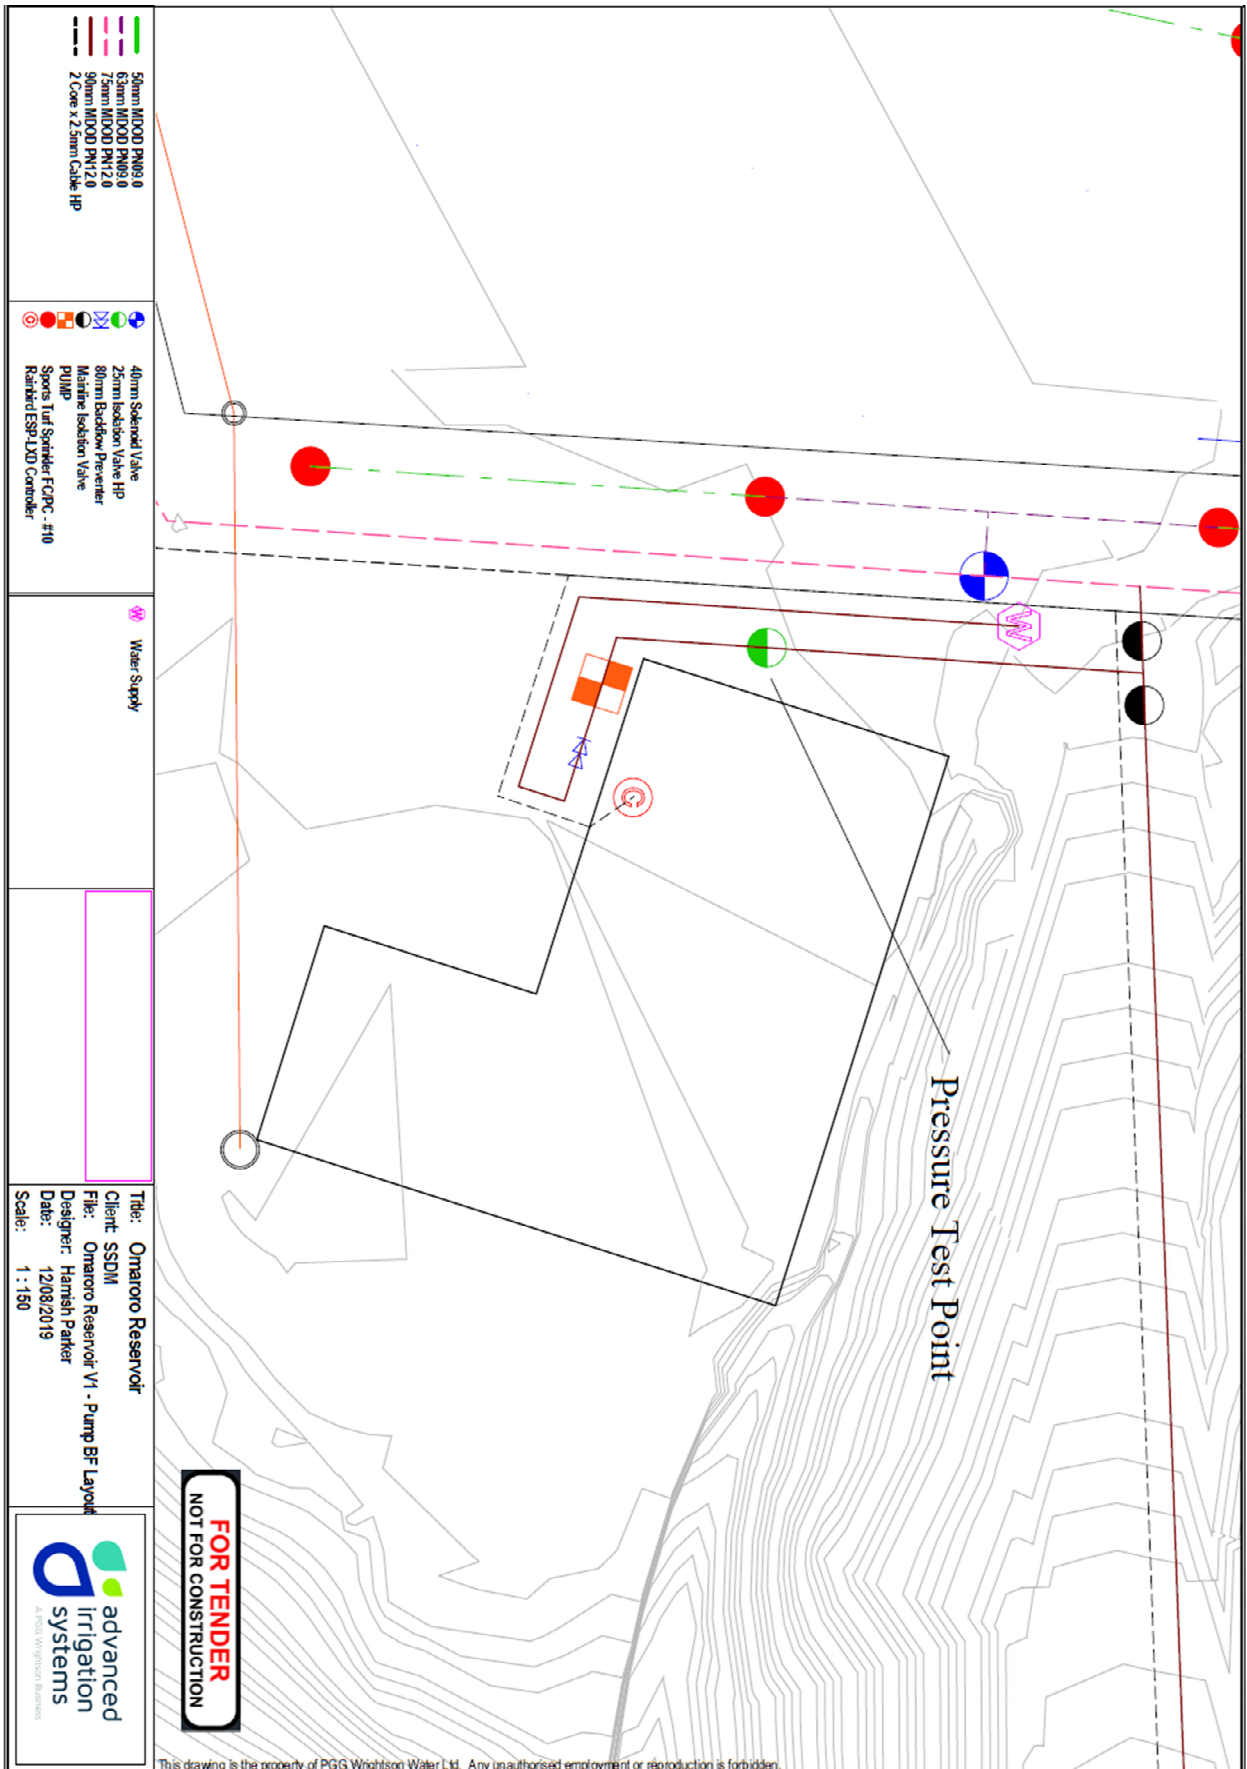 W
C
Pressure Test Point
FOR TENDER
NOT FOR CONSTRUCTION
This drawing is the property of PGG Wrightson Water Ltd. Any unauthorised employment or reproduction is forbidden.
50mm MDOD PN09.0
63mm MDOD PN09.0
75mm MDOD PN12.0
90mm MDOD PN12.0
2 Core x 2.5mm Cable HP
40mm Solenoid Valve
25mm Isolation Valve HP
80mm Backflow Preventer
Mainline Isolation Valve
PUMP
Sports Turf Sprinkler FC/PC - #10
C Rainbird ESP-LXD Controller
W Water Supply
Title: Omaroro Reservoir
Client: SSDM
File: Omaroro Reservoir V1 - Pump BF Layout
Designer: Hamish Parker
Date: 12/08/2019
Scale: 1 : 150
advanced
irrigation
systems
A PGG Wrightson Business